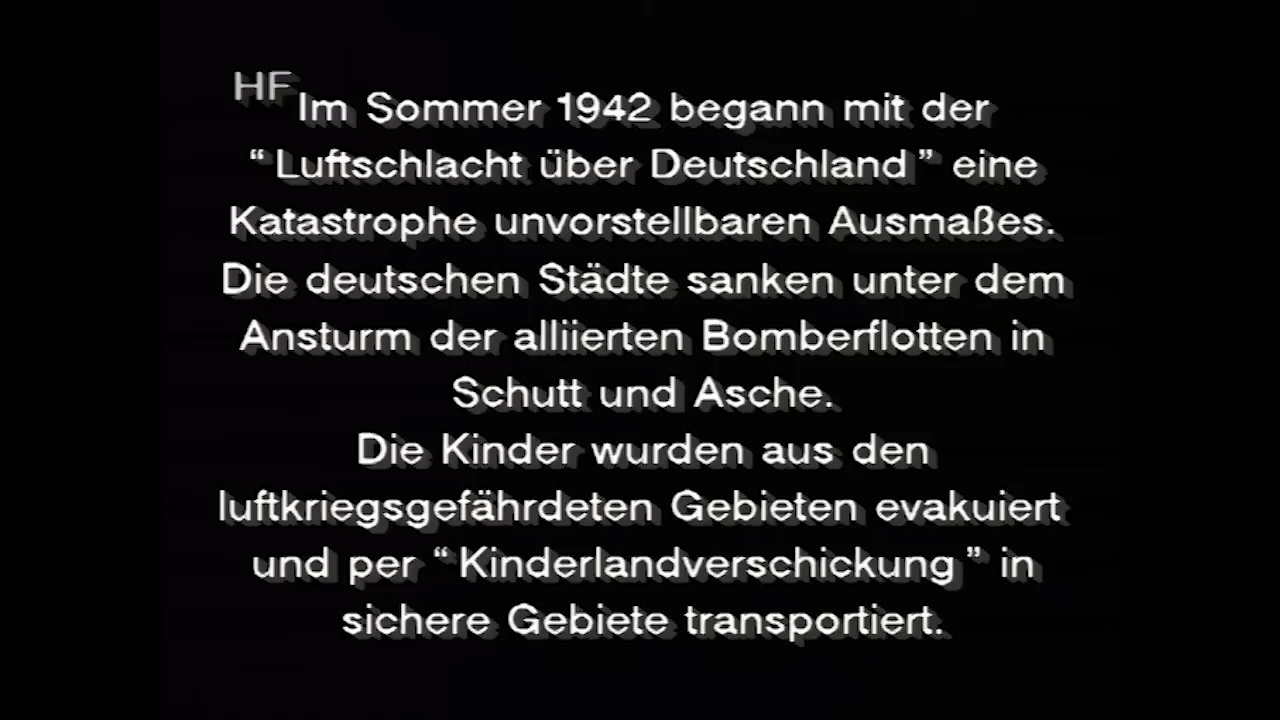 HF
Im Sommer 1942 begann mit der
“Luftschlacht über Deutschland” eine
Katastrophe unvorstellbaren Ausmaßes.
Die deutschen Städte sanken unter dem
Ansturm der alliierten Bomberflotten in
Schutt und Asche.
Die Kinder wurden aus den
luftkriegsgefährdeten Gebieten evakuiert
und per “Kinderlandverschickung” in
sichere Gebiete transportiert.